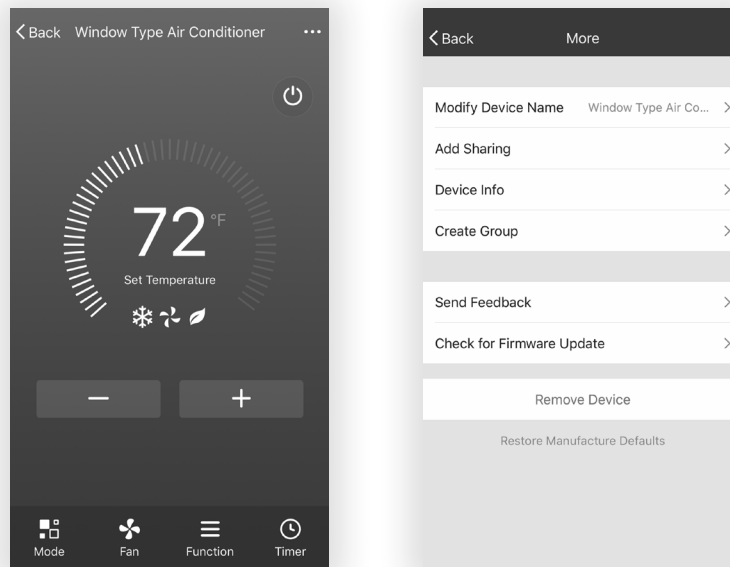 Back Window Type Air Conditioner
72 °F
Set Temperature
Mode Fan Function Timer
Back More
Modify Device Name Window Type Air Co...
Add Sharing
Device Info
Create Group
Send Feedback
Check for Firmware Update
Remove Device
Restore Manufacture Defaults